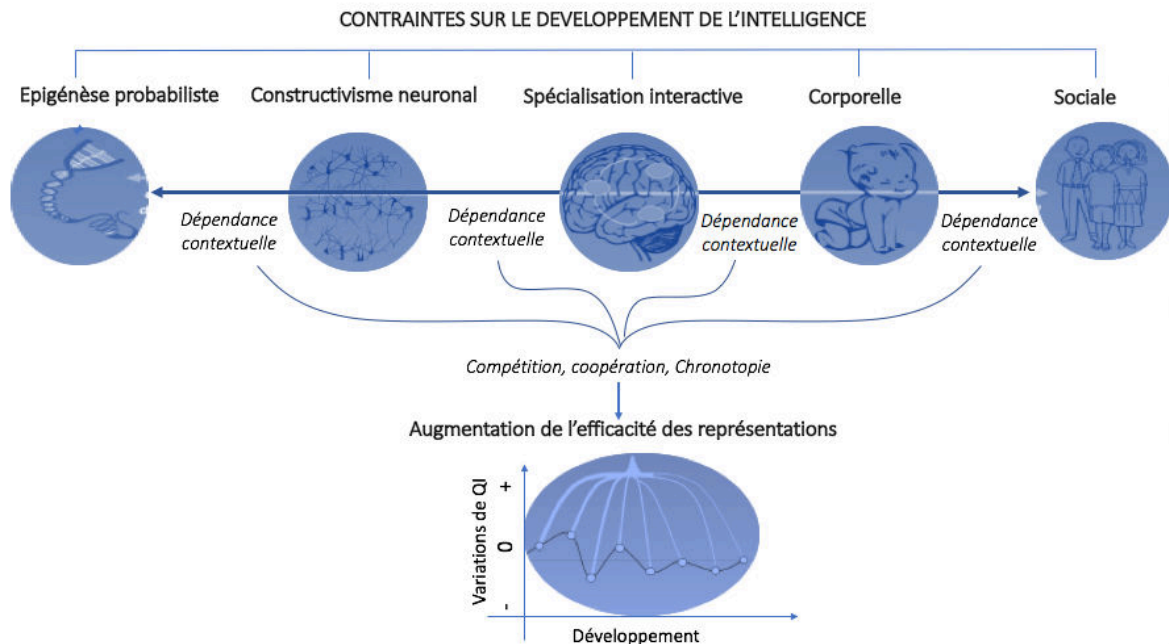 CONTRAINTES SUR LE DEVELOPPEMENT DE L’INTELLIGENCE
Epigénèse probabiliste
Constructivisme neuronal
Spécialisation interactive
Corporelle
Sociale
Dépendance
contextuelle
Dépendance
contextuelle
Dépendance
contextuelle
Dépendance
contextuelle
Compétition, coopération, Chronotopie
Augmentation de l’efficacité des représentations
Variations de QI
+
0
-
Développement